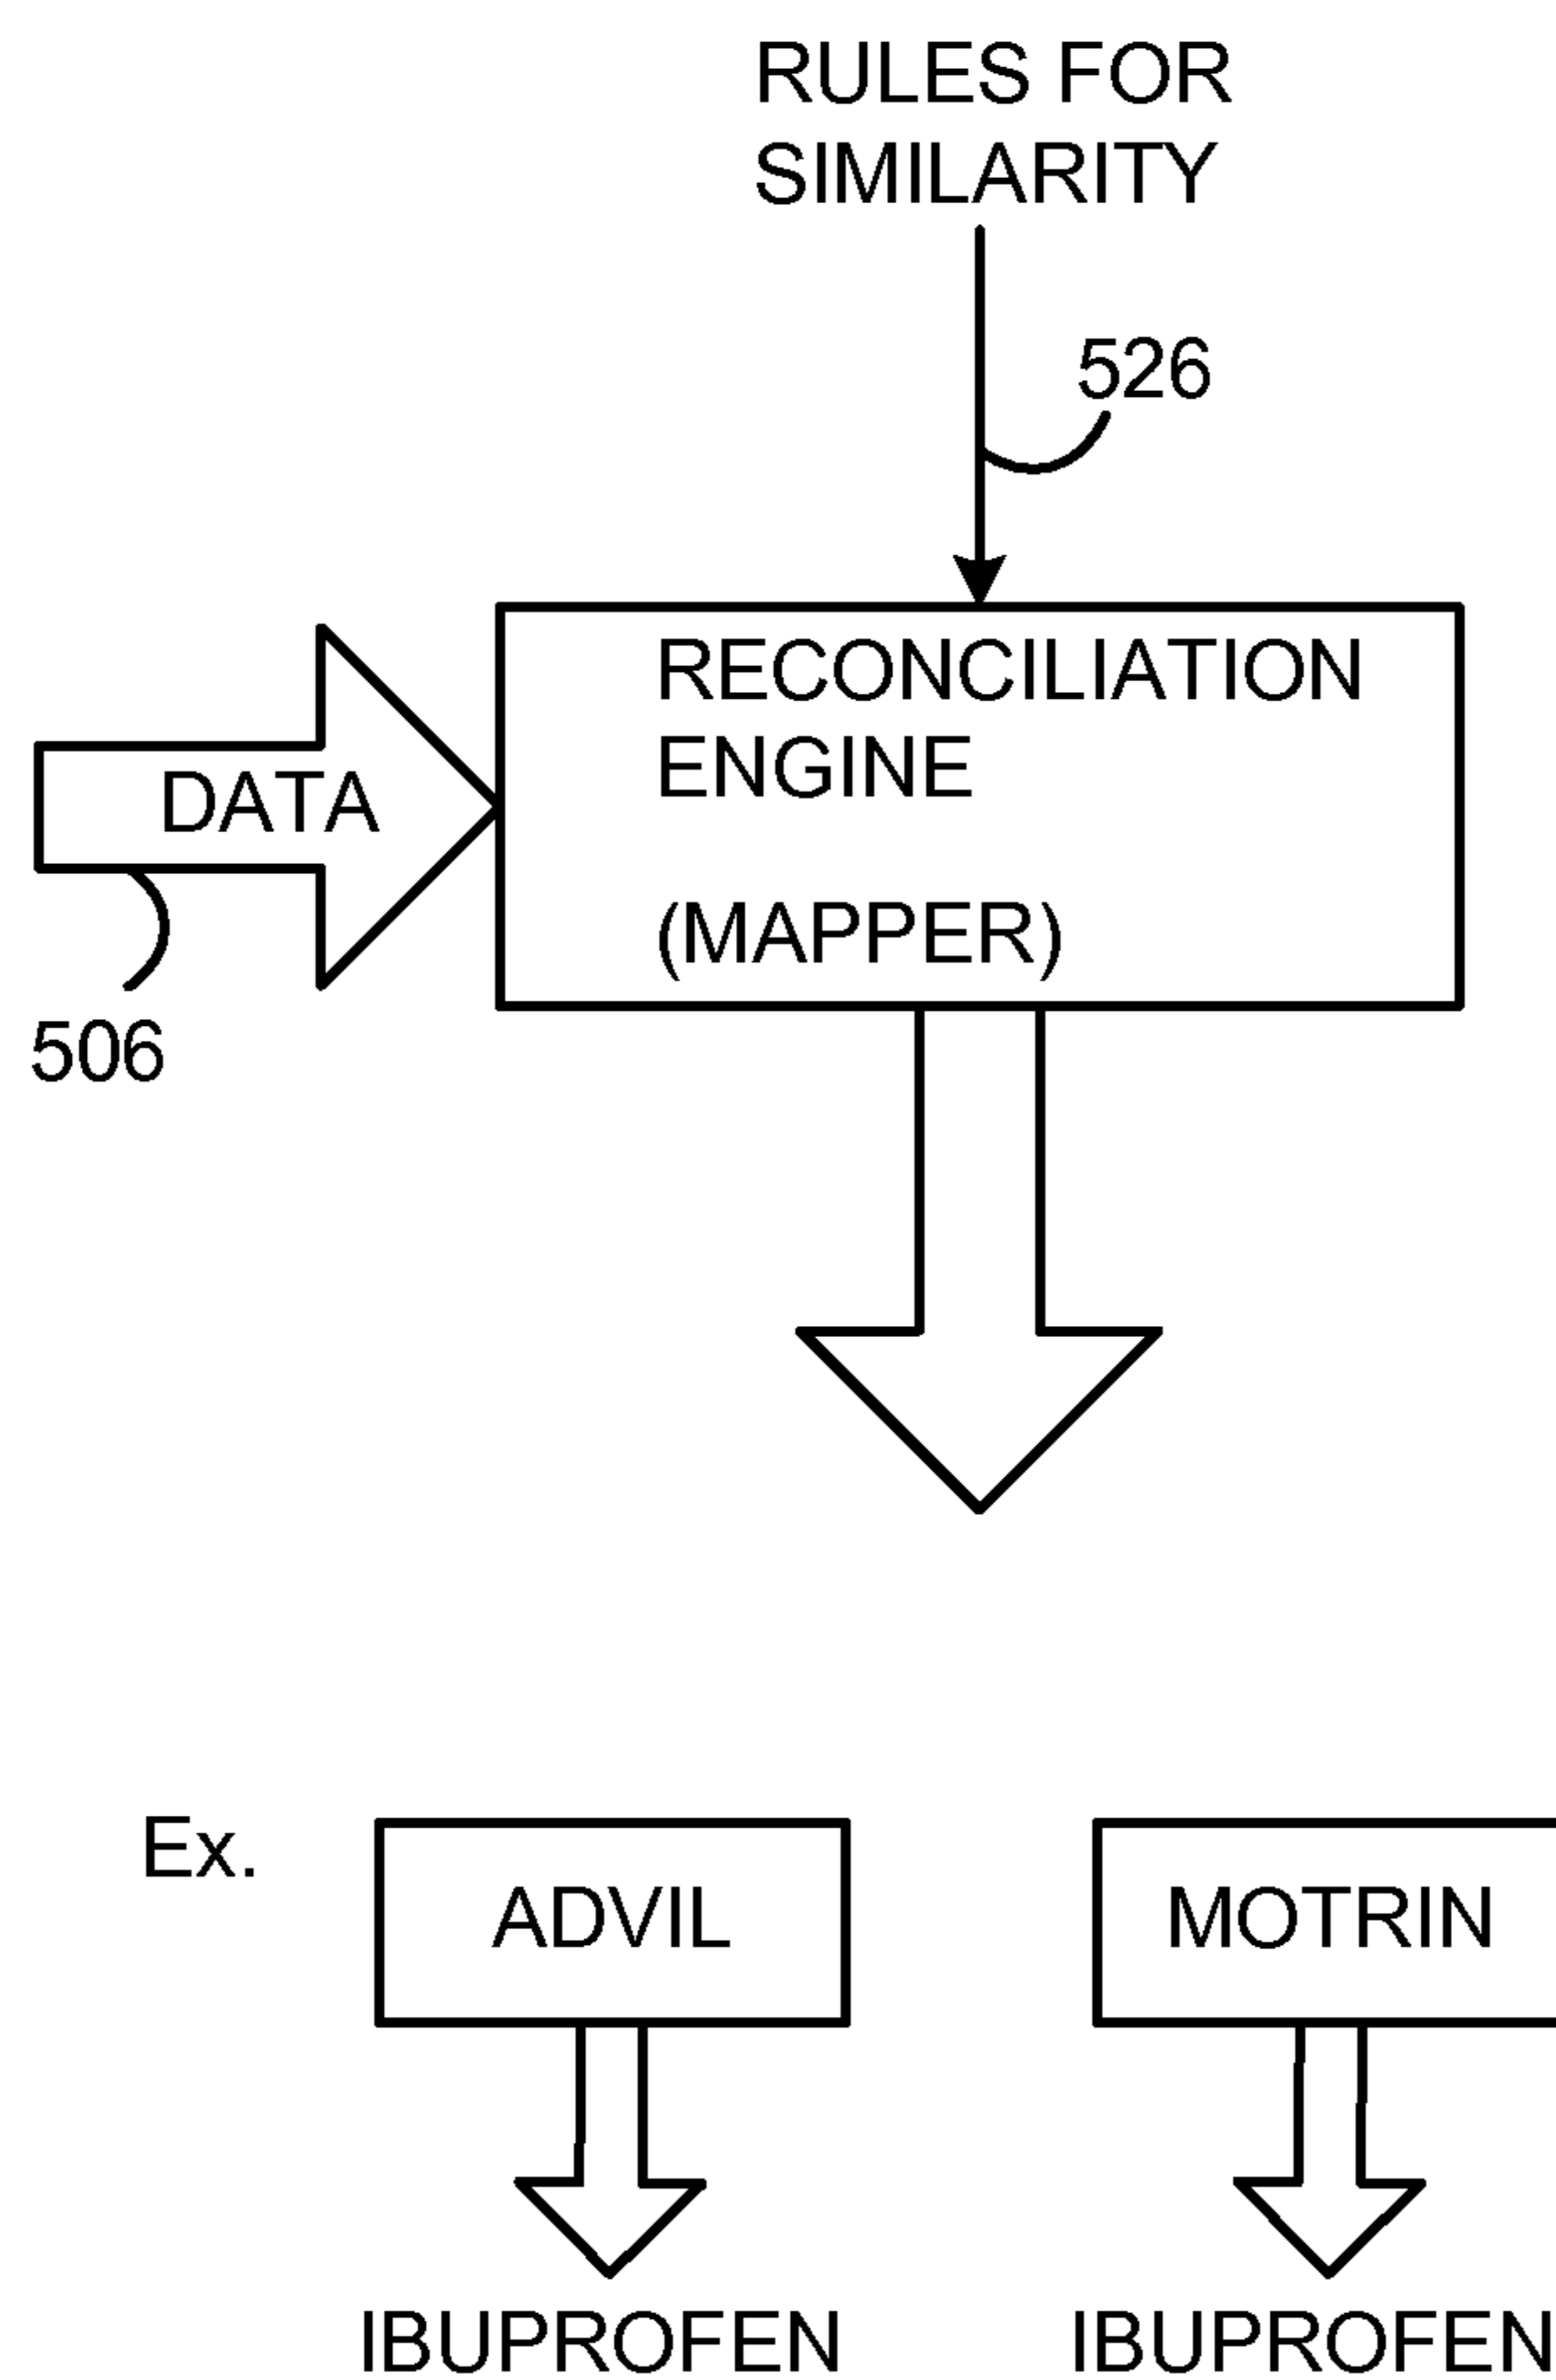 RULES FOR
SIMILARITY
526
RECONCILIATION
ENGINE
(MAPPER)
DATA
506
Ex.
ADVIL
MOTRIN
IBUPROFEN
IBUPROFEN